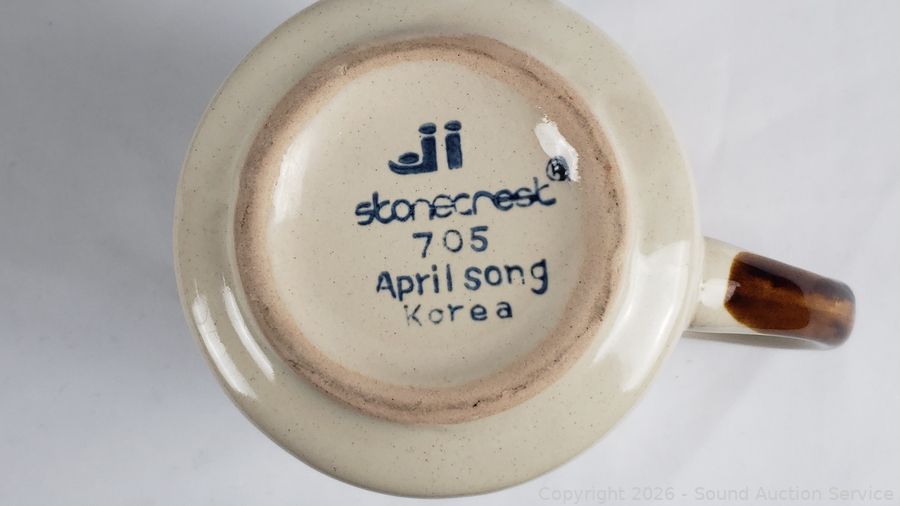 ji
stonecrest®
705
April song
Korea
Copyright 2026 - Sound Auction Service